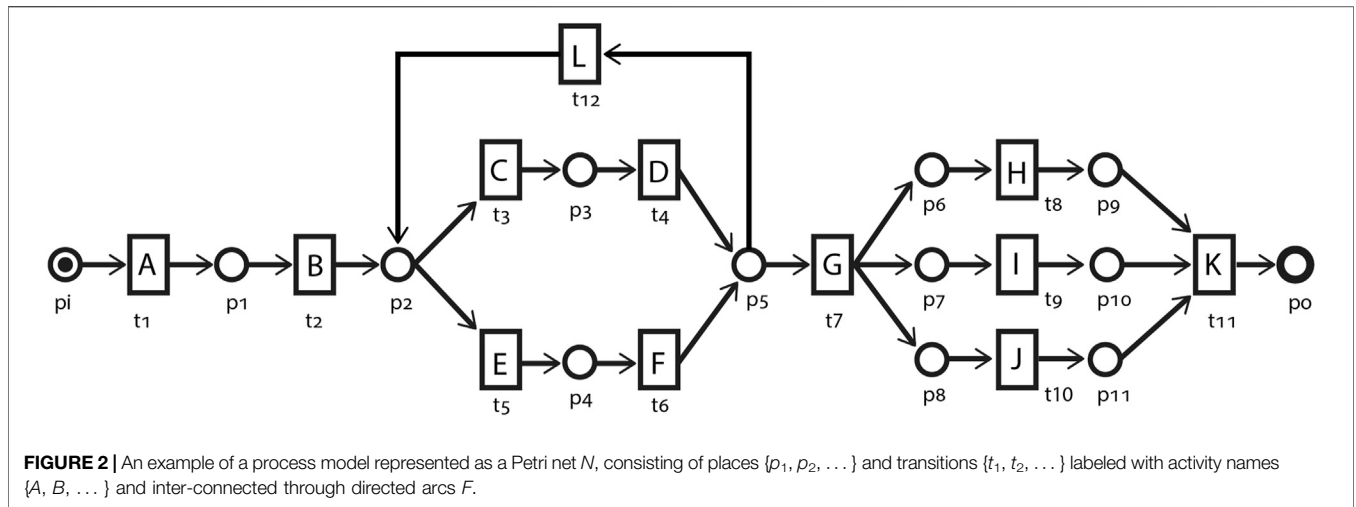 L
t12
C
D
H
t3
p3
t4
p6
t8
p9
A
B
G
I
K
pi
t1
p1
t2
p2
p5
t7
p7
t9
p10
t11
po
E
F
J
t5
p4
t6
p8
t10
p11
FIGURE 2 | An example of a process model represented as a Petri net N, consisting of places {p₁, p₂, ... } and transitions {t₁, t₂, ... } labeled with activity names
{A, B, ... } and inter-connected through directed arcs F.